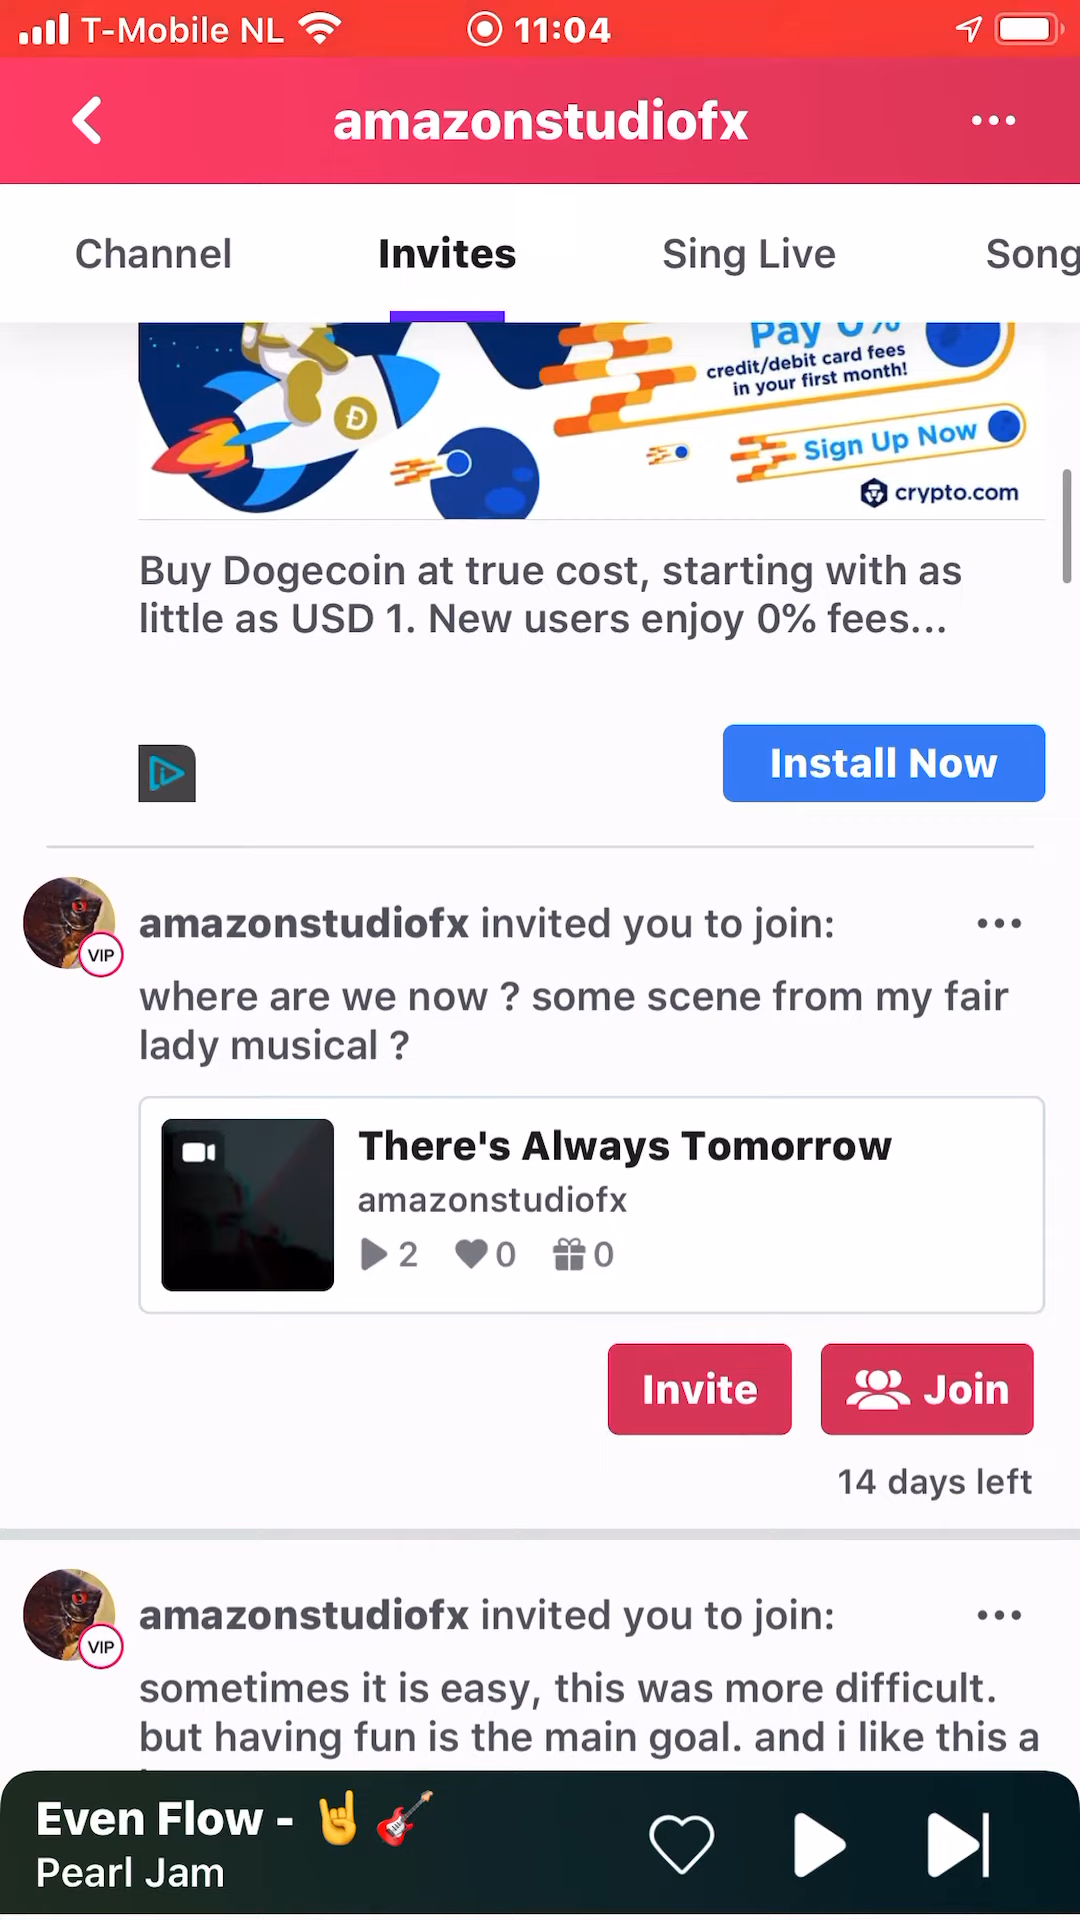 T-Mobile NL 11:04
amazonstudiofx
Channel Invites Sing Live Song
Pay 0%
credit/debit card fees
in your first month!
Sign Up Now
crypto.com
Buy Dogecoin at true cost, starting with as
little as USD 1. New users enjoy 0% fees...
Install Now
amazonstudiofx invited you to join:
VIP
where are we now ? some scene from my fair
lady musical ?
There's Always Tomorrow
amazonstudiofx
2 0 0
Invite Join
14 days left
amazonstudiofx invited you to join:
VIP
sometimes it is easy, this was more difficult.
but having fun is the main goal. and i like this a
Even Flow - 🤘 🎸
Pearl Jam